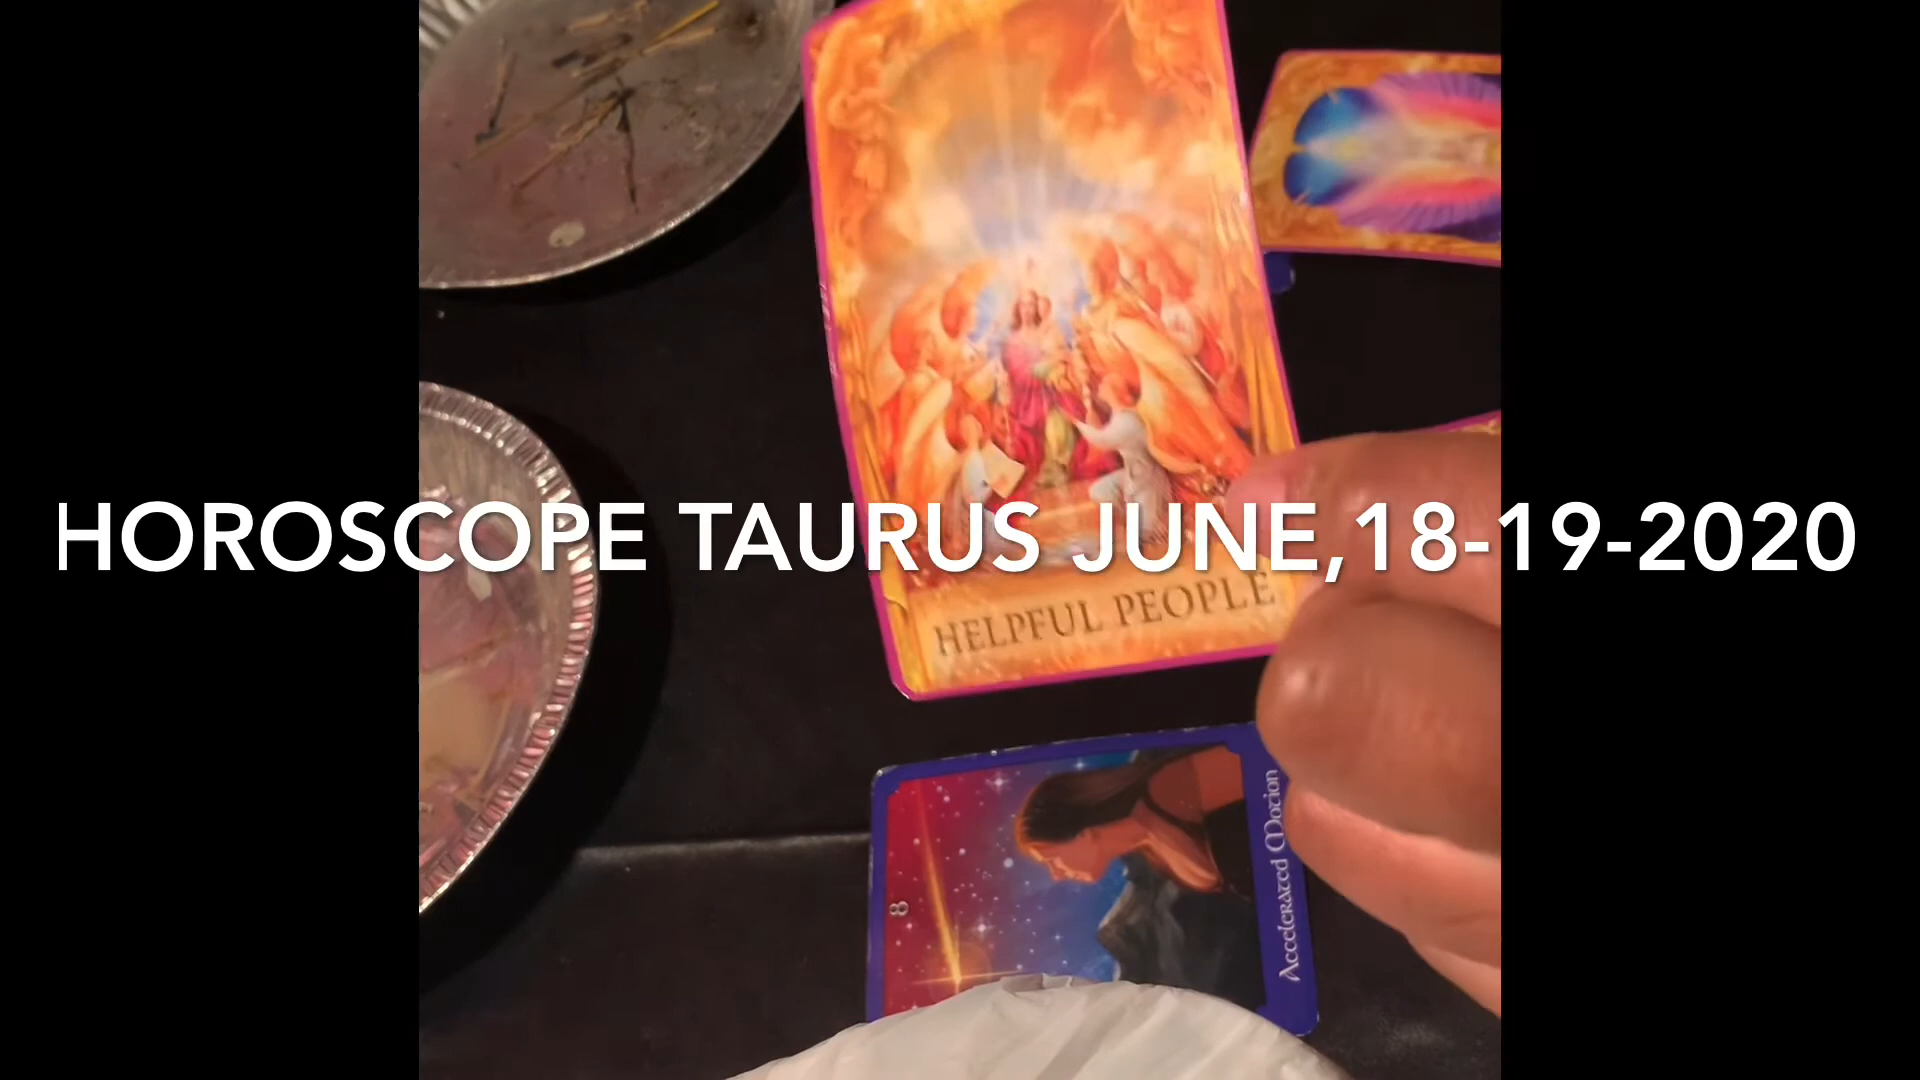 HOROSCOPE TAURUS JUNE,18-19-2020
HELPFUL PEOPLE
8
Accelerated Motion